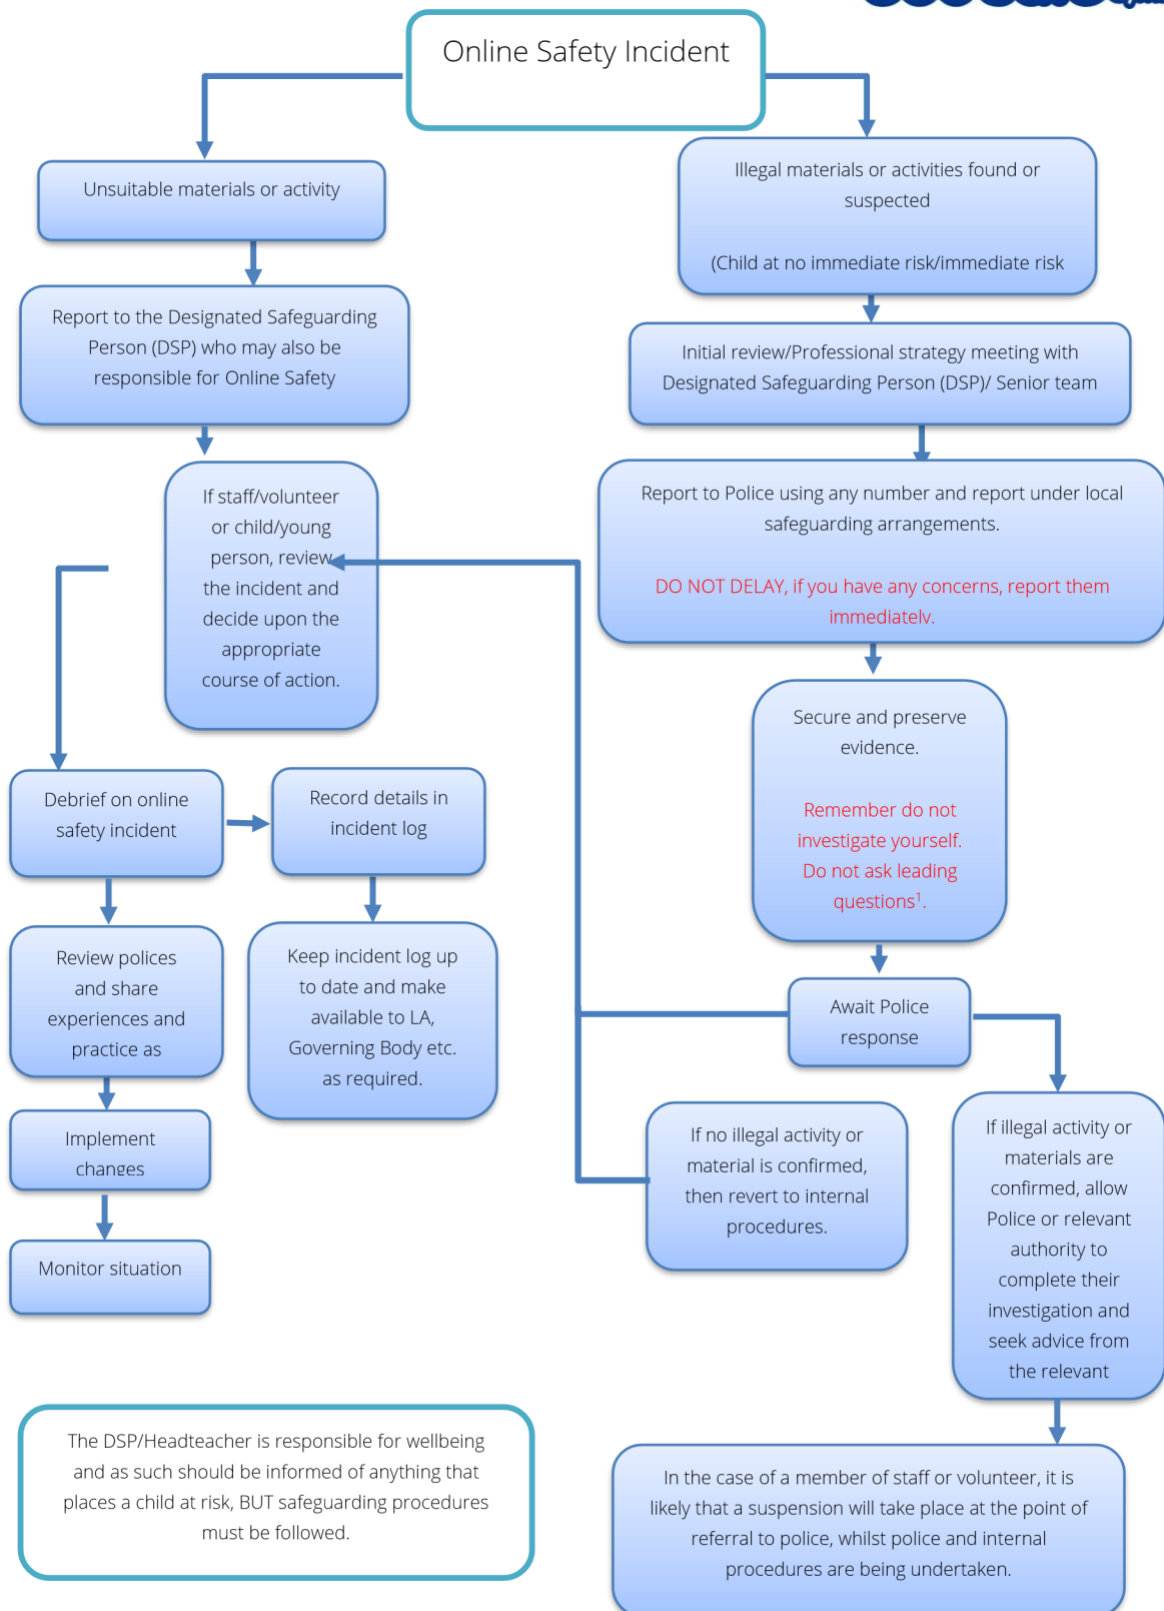 Online Safety Incident
Unsuitable materials or activity
Report to the Designated Safeguarding
Person (DSP) who may also be
responsible for Online Safety
If staff/volunteer
or child/young
person, review
the incident and
decide upon the
appropriate
course of action.
Debrief on online
safety incident
Record details in
incident log
Review polices
and share
experiences and
practice as
Keep incident log up
to date and make
available to LA,
Governing Body etc.
as required.
Implement
changes
Monitor situation
Illegal materials or activities found or
suspected
(Child at no immediate risk/immediate risk
Initial review/Professional strategy meeting with
Designated Safeguarding Person (DSP)/ Senior team
Report to Police using any number and report under local
safeguarding arrangements.
DO NOT DELAY, if you have any concerns, report them
immediately.
Secure and preserve
evidence.
Remember do not
investigate yourself.
Do not ask leading
questions¹.
Await Police
response
If no illegal activity or
material is confirmed,
then revert to internal
procedures.
If illegal activity or
materials are
confirmed, allow
Police or relevant
authority to
complete their
investigation and
seek advice from
the relevant
In the case of a member of staff or volunteer, it is
likely that a suspension will take place at the point of
referral to police, whilst police and internal
procedures are being undertaken.
The DSP/Headteacher is responsible for wellbeing
and as such should be informed of anything that
places a child at risk, BUT safeguarding procedures
must be followed.